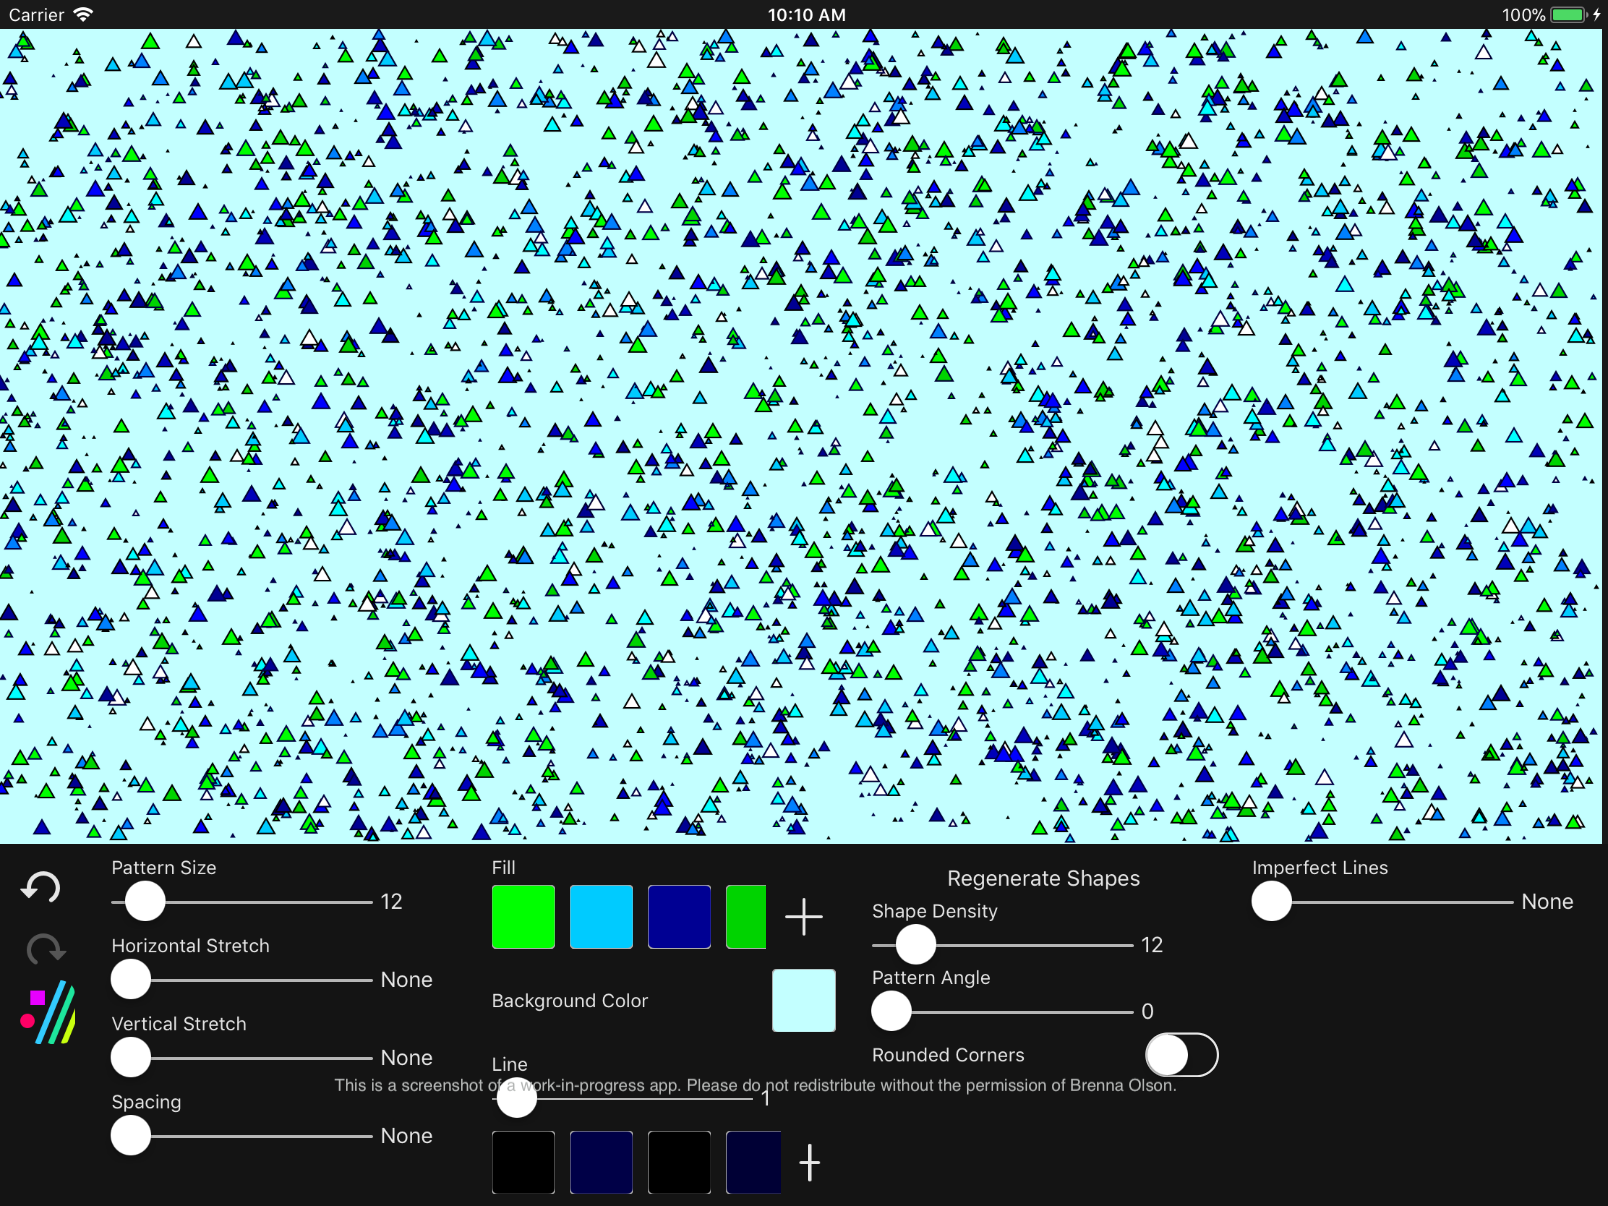 Carrier
10:10 AM
100%
Pattern Size
12
Horizontal Stretch
None
Vertical Stretch
None
Spacing
None
Fill
Background Color
Line
1
Regenerate Shapes
Shape Density
12
Pattern Angle
0
Rounded Corners
Imperfect Lines
None
This is a screenshot of a work-in-progress app. Please do not redistribute without the permission of Brenna Olson.